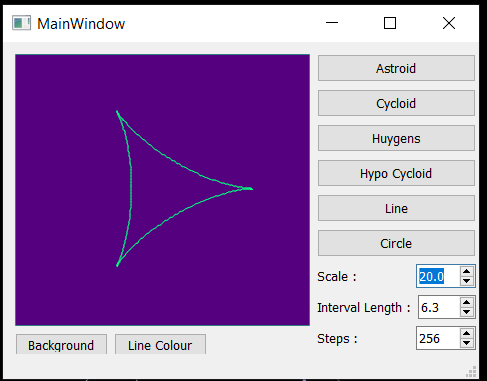 MainWindow
Astroid
Cycloid
Huygens
Hypo Cycloid
Line
Circle
Scale : 20.0
Interval Length : 6.3
Steps : 256
Background Line Colour